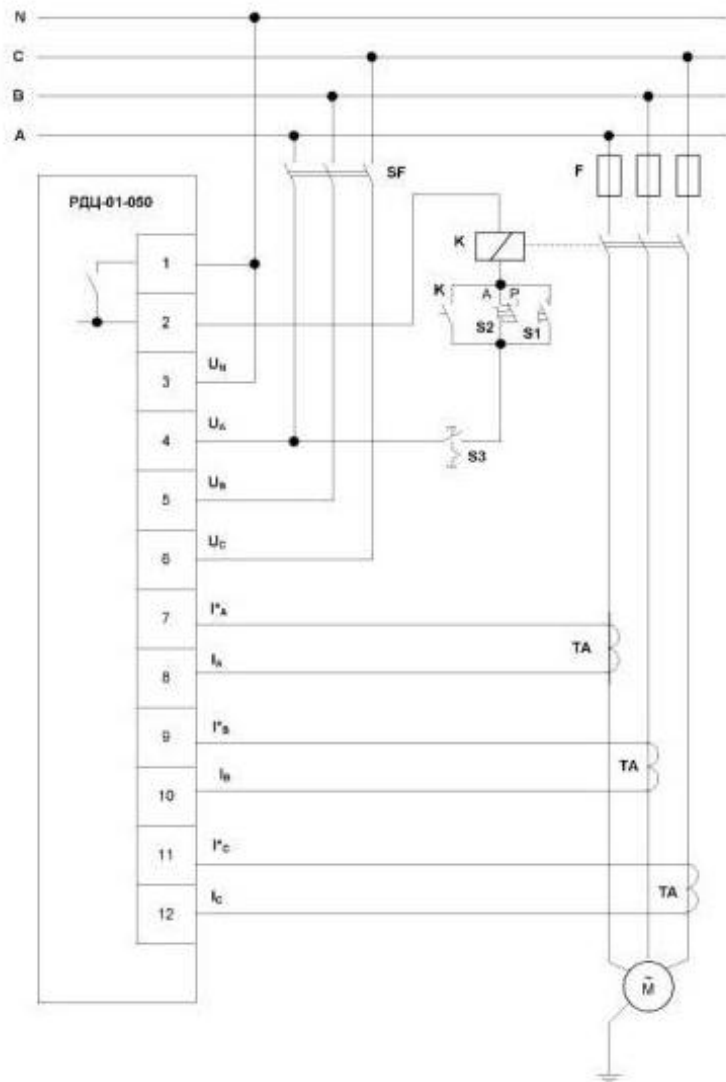 N
C
B
A
SF
F
РДЦ-01-050
K
1
K A P
2
S2 S1
3 UN
4 UA
S3
5 UB
6 UC
7 I*A
TA
8 IA
9 I*B
TA
10 IB
11 I*C
TA
12 IC
~
M